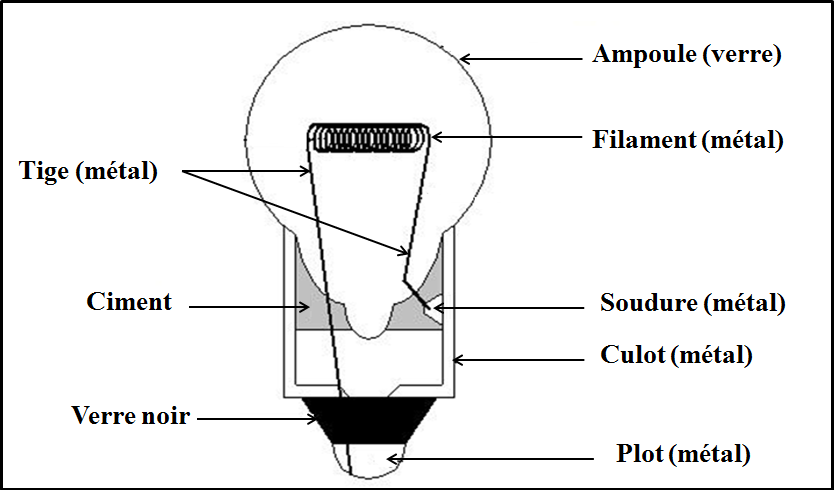 Ampoule (verre)
Filament (métal)
Tige (métal)
Ciment
Soudure (métal)
Culot (métal)
Verre noir
Plot (métal)